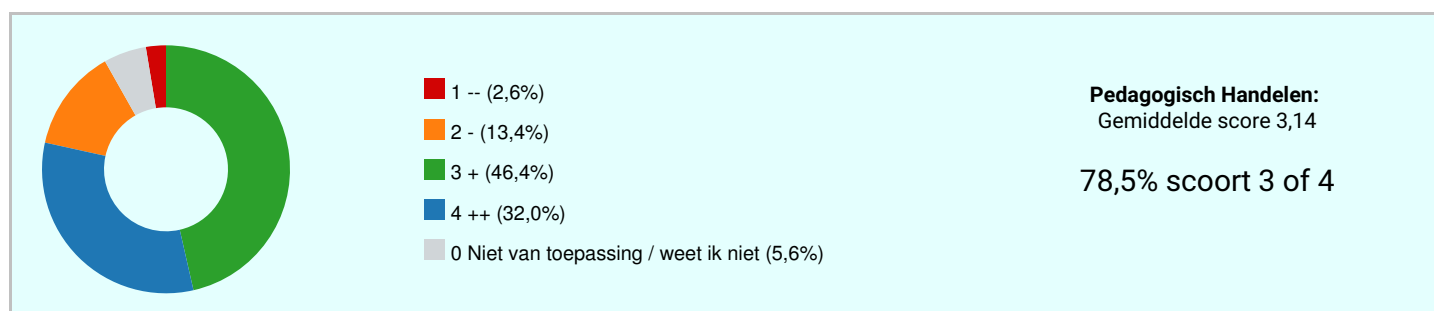 1 -- (2,6%)
2 - (13,4%)
3 + (46,4%)
4 ++ (32,0%)
0 Niet van toepassing / weet ik niet (5,6%)
Pedagogisch Handelen:
Gemiddelde score 3,14
78,5% scoort 3 of 4